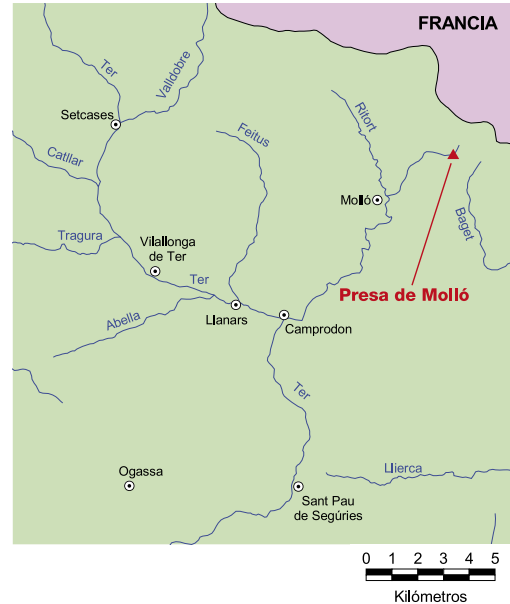 FRANCIA
Ter
Valldobre
Setcases
Ritort
Feitus
Catllar
Molló
Baget
Tragura
Vilallonga
de Ter
Ter
Presa de Molló
Abella
Llanars
Camprodon
Ter
Ogassa
Llierca
Sant Pau
de Segúries
0 1 2 3 4 5
Kilómetros